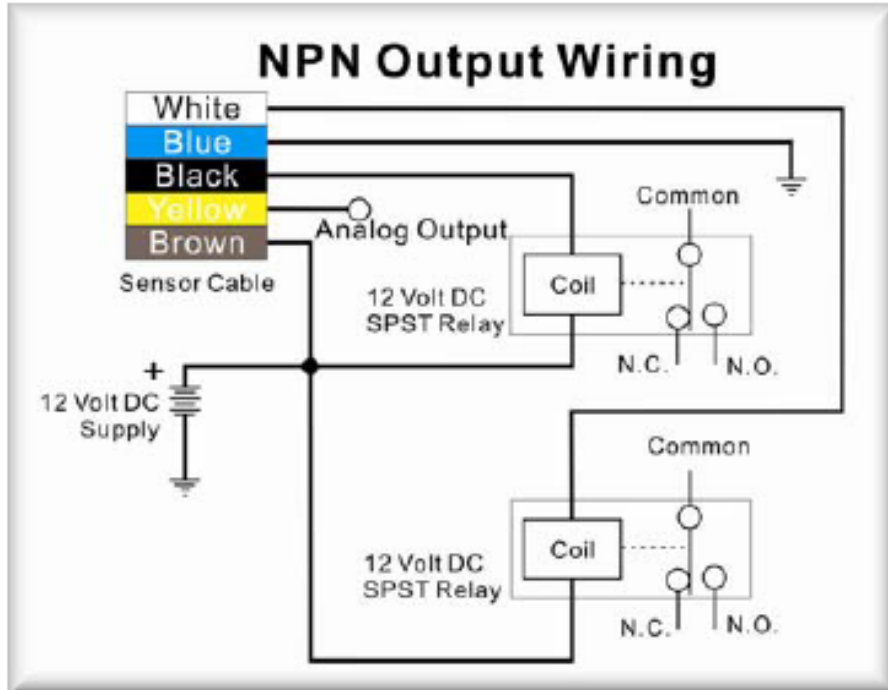 NPN Output Wiring
White
Blue
Black
Yellow
Brown
Sensor Cable
Analog Output
Common
Coil
12 Volt DC
SPST Relay
N.C.
N.O.
+
12 Volt DC
Supply
Common
Coil
12 Volt DC
SPST Relay
N.C.
N.O.